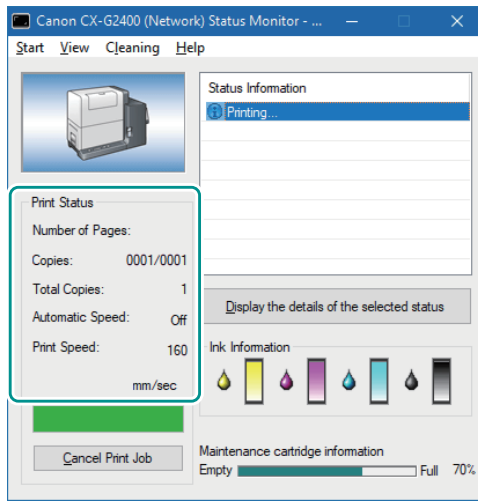 Canon CX-G2400 (Network) Status Monitor - ...
Start View Cleaning Help
Status Information
Printing...
Print Status
Number of Pages:
Copies: 0001/0001
Total Copies: 1
Automatic Speed: Off
Print Speed: 160
mm/sec
Cancel Print Job
Display the details of the selected status
Ink Information
Maintenance cartridge information
Empty Full 70%